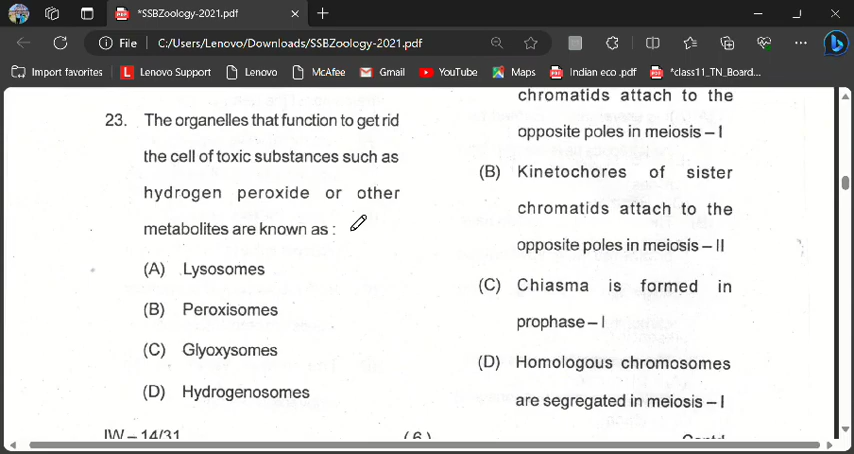 *SSBZoology-2021.pdf
File
C:/Users/Lenovo/Downloads/SSBZoology-2021.pdf
Import favorites
Lenovo Support
Lenovo
McAfee
Gmail
YouTube
Maps
Indian eco .pdf
*class11_TN_Board...
23. The organelles that function to get rid
the cell of toxic substances such as
hydrogen peroxide or other
metabolites are known as :
(A) Lysosomes
(B) Peroxisomes
(C) Glyoxysomes
(D) Hydrogenosomes
IW – 14/31
( 6 )
chromatids attach to the
opposite poles in meiosis – I
(B) Kinetochores of sister
chromatids attach to the
opposite poles in meiosis – II
(C) Chiasma is formed in
prophase – I
(D) Homologous chromosomes
are segregated in meiosis – I
Contd